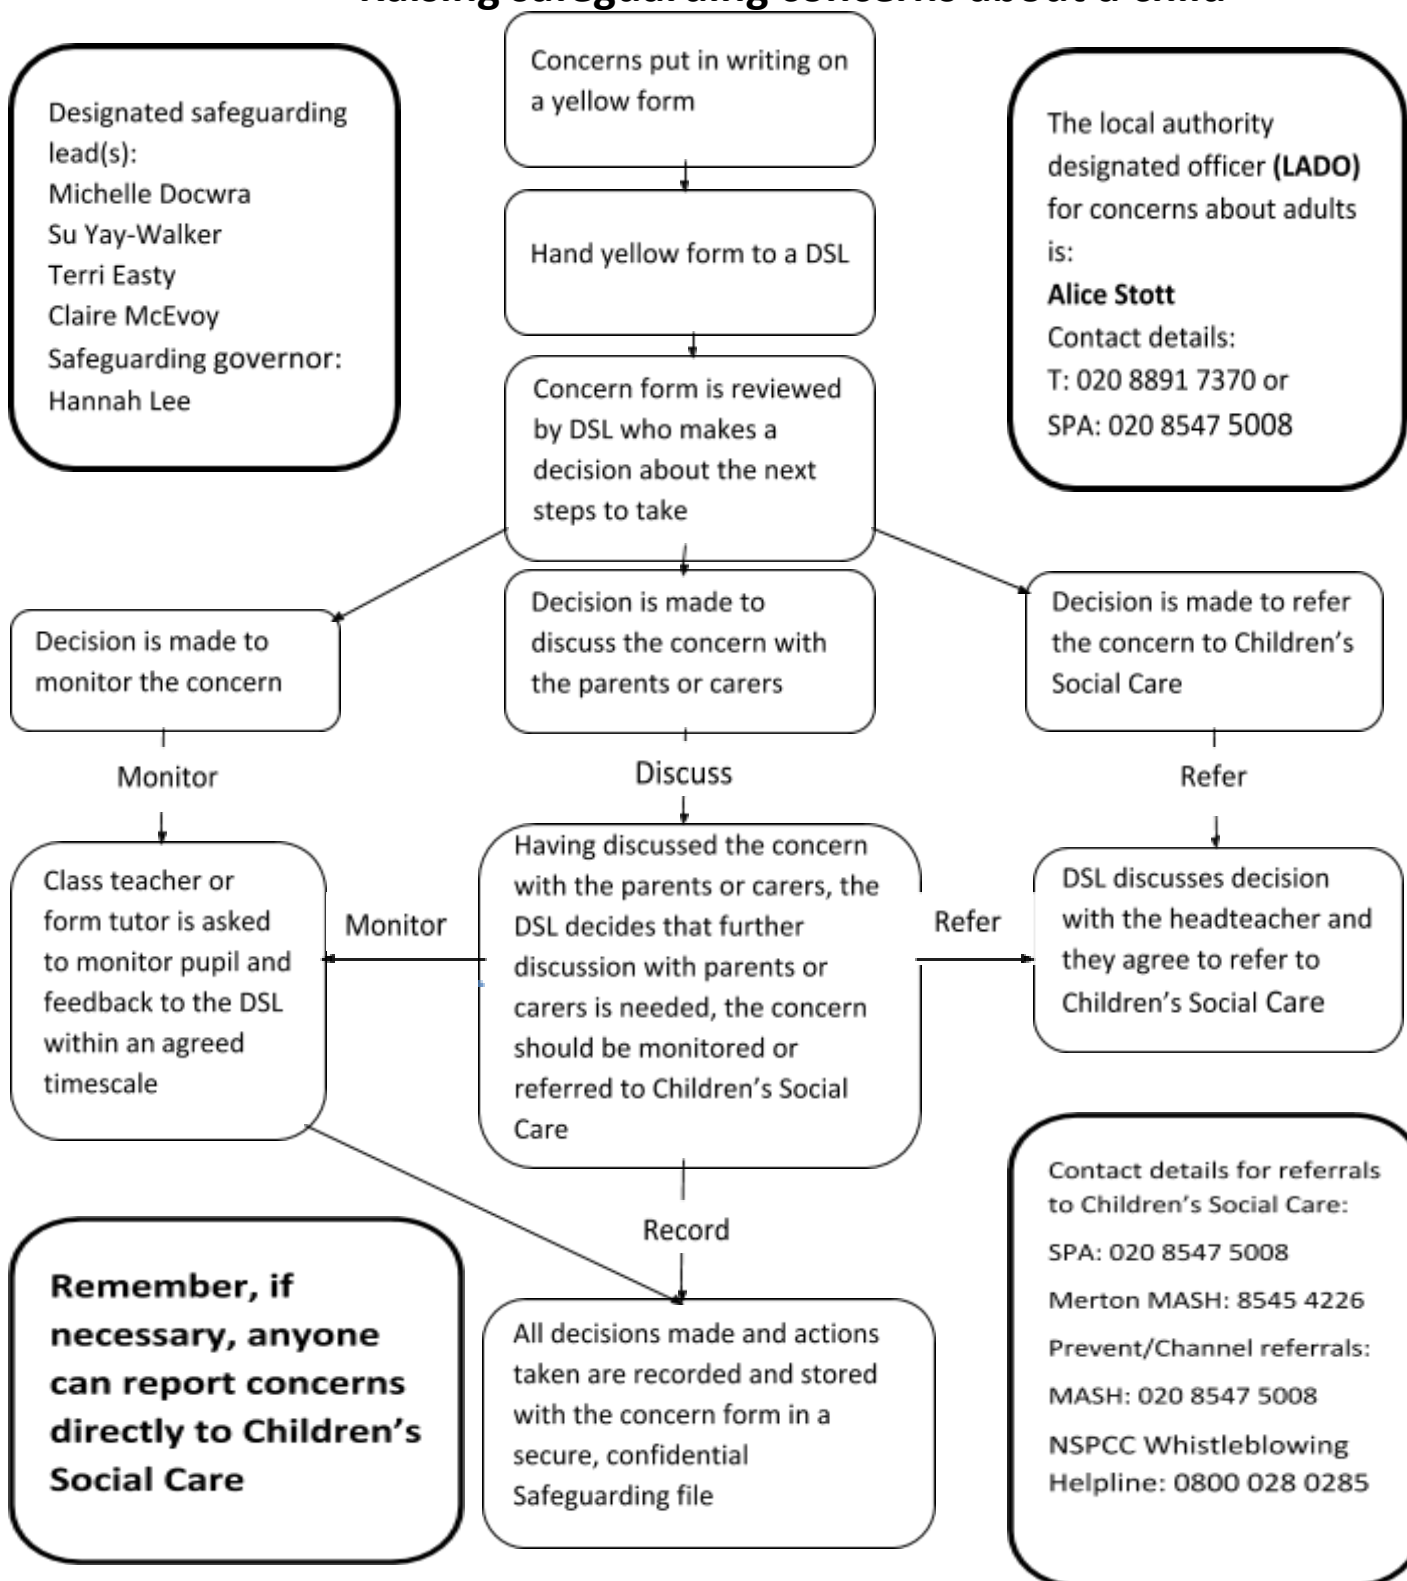 Raising safeguarding concerns about a child
Concerns put in writing on
a yellow form
Designated safeguarding
lead(s):
Michelle Docwra
Su Yay-Walker
Terri Easty
Claire McEvoy
Safeguarding governor:
Hannah Lee
The local authority
designated officer (LADO)
for concerns about adults
is:
Alice Stott
Contact details:
T: 020 8891 7370 or
SPA: 020 8547 5008
Hand yellow form to a DSL
Concern form is reviewed
by DSL who makes a
decision about the next
steps to take
Decision is made to
monitor the concern
Decision is made to
discuss the concern with
the parents or carers
Decision is made to refer
the concern to Children’s
Social Care
Monitor
Discuss
Refer
Class teacher or
form tutor is asked
to monitor pupil and
feedback to the DSL
within an agreed
timescale
Monitor
Having discussed the concern
with the parents or carers, the
DSL decides that further
discussion with parents or
carers is needed, the concern
should be monitored or
referred to Children’s Social
Care
Refer
DSL discusses decision
with the headteacher and
they agree to refer to
Children’s Social Care
Record
Remember, if
necessary, anyone
can report concerns
directly to Children’s
Social Care
All decisions made and actions
taken are recorded and stored
with the concern form in a
secure, confidential
Safeguarding file
Contact details for referrals
to Children’s Social Care:
SPA: 020 8547 5008
Merton MASH: 8545 4226
Prevent/Channel referrals:
MASH: 020 8547 5008
NSPCC Whistleblowing
Helpline: 0800 028 0285